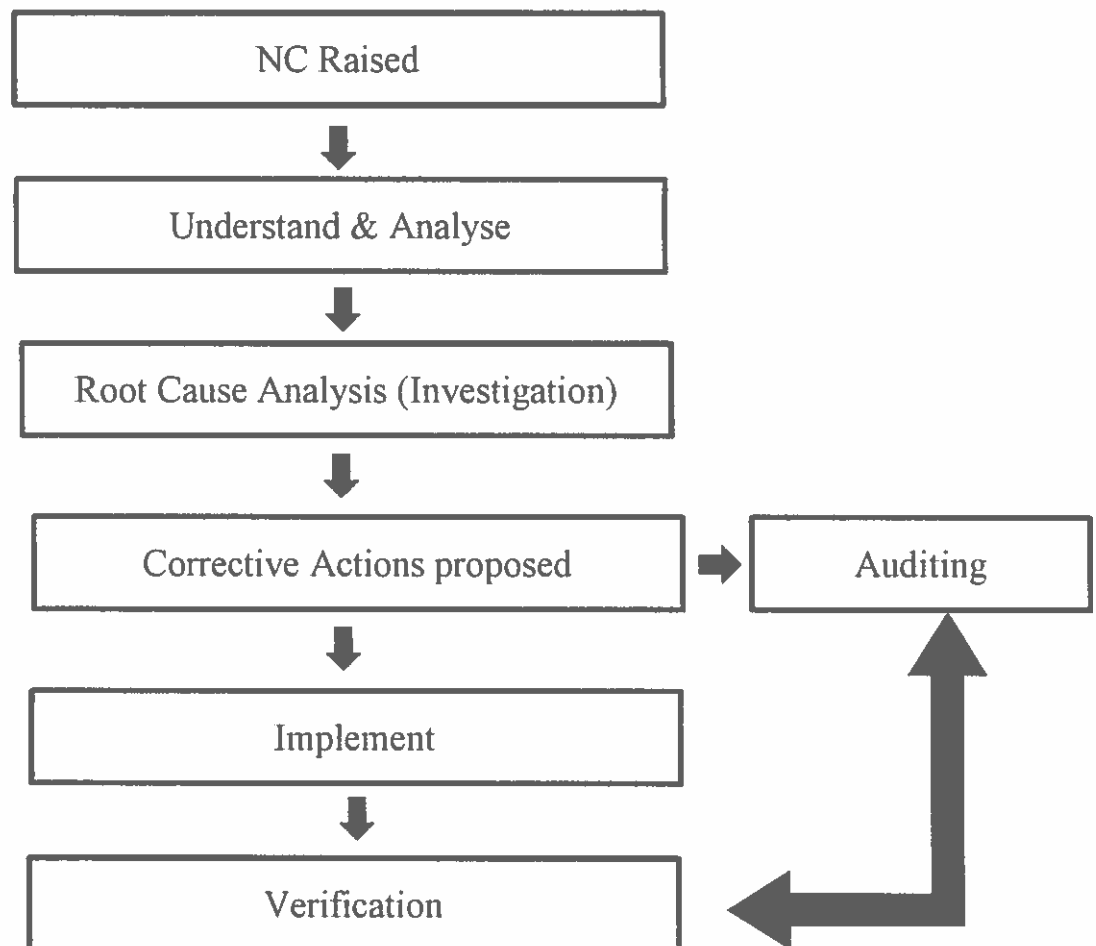 NC Raised
Understand & Analyse
Root Cause Analysis (Investigation)
Corrective Actions proposed
Auditing
Implement
Verification